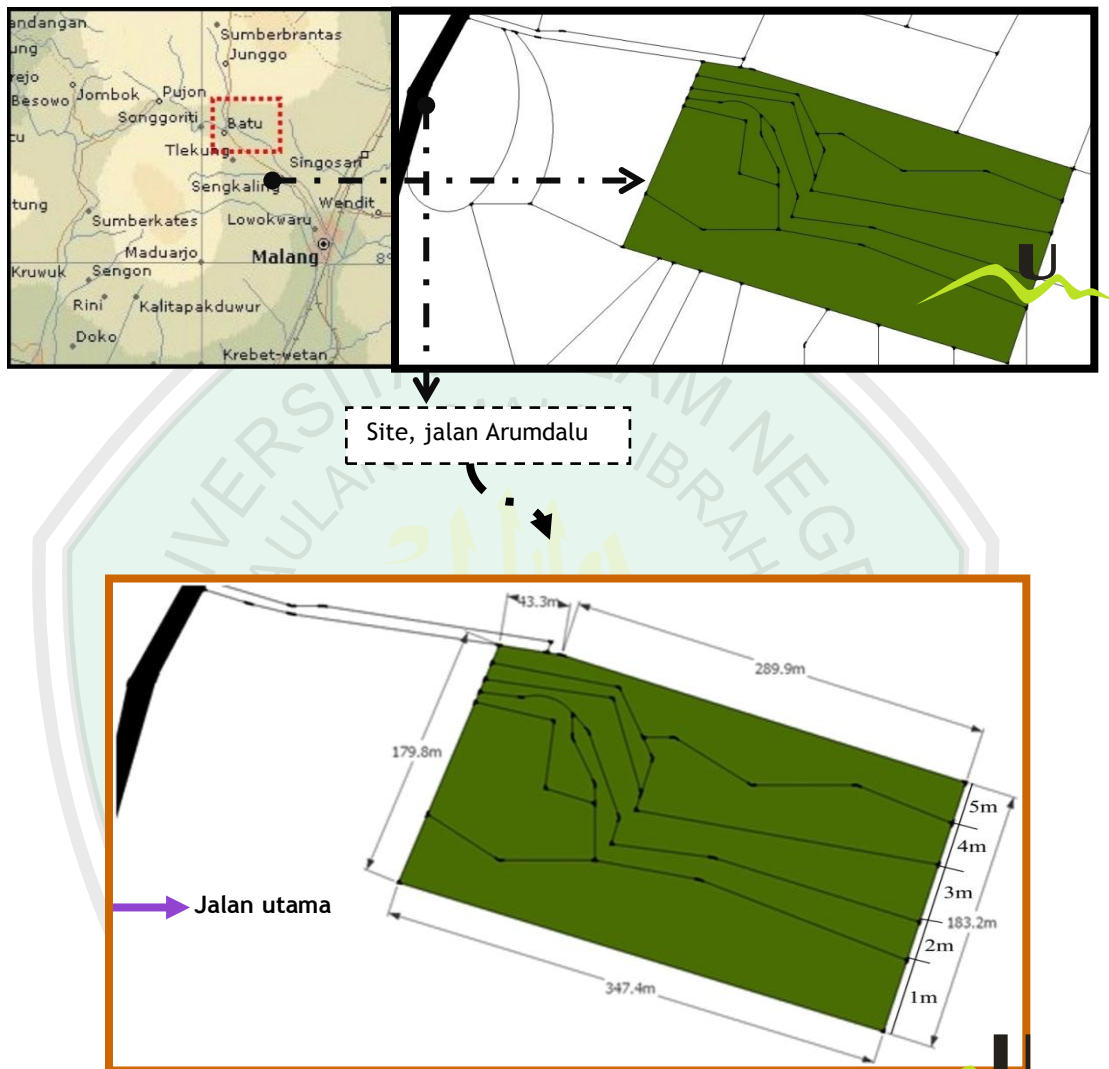 andangan
ung
rejo
Besowo
Jombok
Pujon
Songgoriti
Sumberbrantas
Junggo
Batu
Tlekung
Singosari
Sengkaling
Wendit
tung
Sumberkates
Lowokwaru
Maduarjo
Malang
8°
Kruwuk
Sengon
Rini
Kalitapakduwur
Doko
Krebet-wetan
U
Site, jalan Arumdalu
43.3m
289.9m
179.8m
5m
4m
3m
183.2m
2m
1m
347.4m
Jalan utama